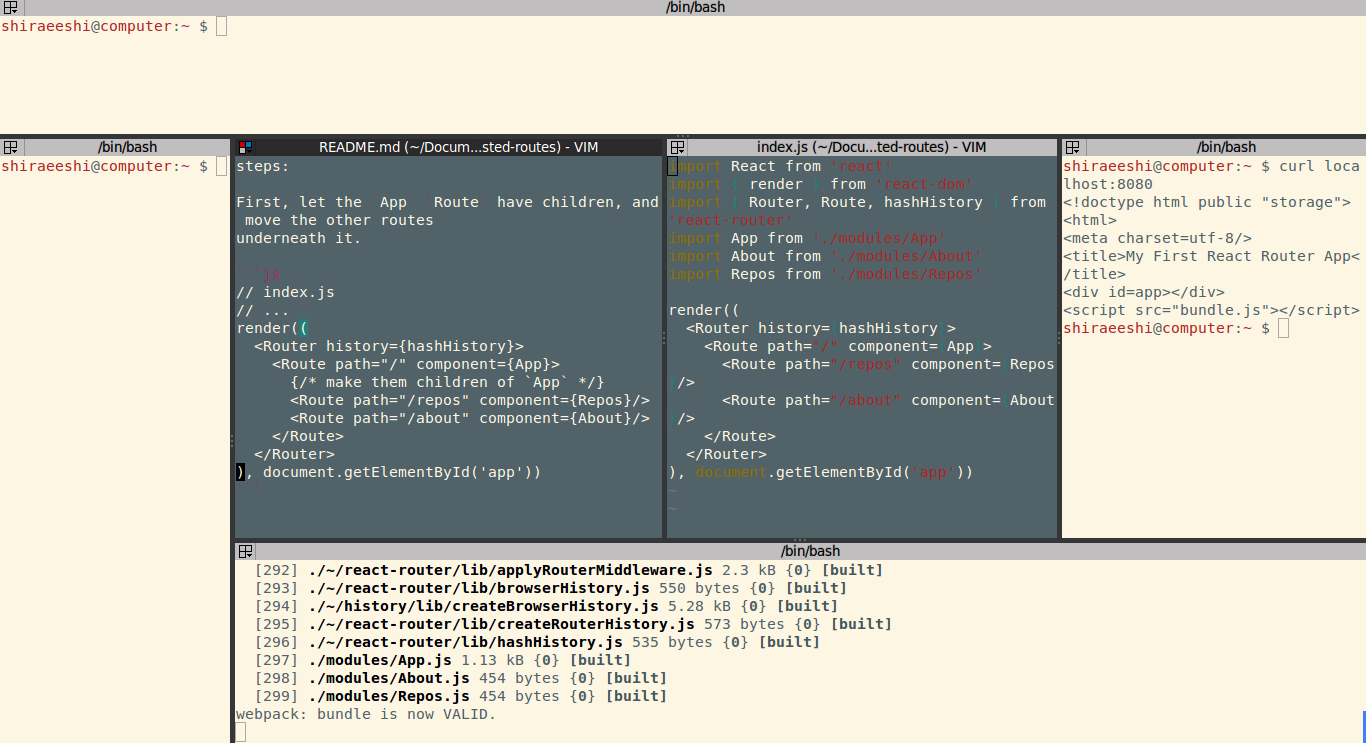 /bin/bash
shiraeeshi@computer:~ $
/bin/bash
shiraeeshi@computer:~ $
README.md (~/Docum...sted-routes) - VIM
steps:
First, let the `App` `Route` have children, and
 move the other routes
underneath it.
```js
// index.js
// ...
render((
  <Router history={hashHistory}>
    <Route path="/" component={App}>
      {/* make them children of `App` */}
      <Route path="/repos" component={Repos}/>
      <Route path="/about" component={About}/>
    </Route>
  </Router>
), document.getElementById('app'))
```
index.js (~/Docu...ted-routes) - VIM
import React from 'react'
import { render } from 'react-dom'
import { Router, Route, hashHistory } from
'react-router'
import App from './modules/App'
import About from './modules/About'
import Repos from './modules/Repos'
render((
  <Router history={hashHistory}>
    <Route path="/" component={App}>
      <Route path="/repos" component={Repos
}/>
      <Route path="/about" component={About
}/>
    </Route>
  </Router>
), document.getElementById('app'))
~
~
/bin/bash
shiraeeshi@computer:~ $ curl loca
lhost:8080
<!doctype html public "storage">
<html>
<meta charset=utf-8/>
<title>My First React Router App<
/title>
<div id=app></div>
<script src="bundle.js"></script>
shiraeeshi@computer:~ $
/bin/bash
  [292] ./~/react-router/lib/applyRouterMiddleware.js 2.3 kB {0} [built]
  [293] ./~/react-router/lib/browserHistory.js 550 bytes {0} [built]
  [294] ./~/history/lib/createBrowserHistory.js 5.28 kB {0} [built]
  [295] ./~/react-router/lib/createRouterHistory.js 573 bytes {0} [built]
  [296] ./~/react-router/lib/hashHistory.js 535 bytes {0} [built]
  [297] ./modules/App.js 1.13 kB {0} [built]
  [298] ./modules/About.js 454 bytes {0} [built]
  [299] ./modules/Repos.js 454 bytes {0} [built]
webpack: bundle is now VALID.